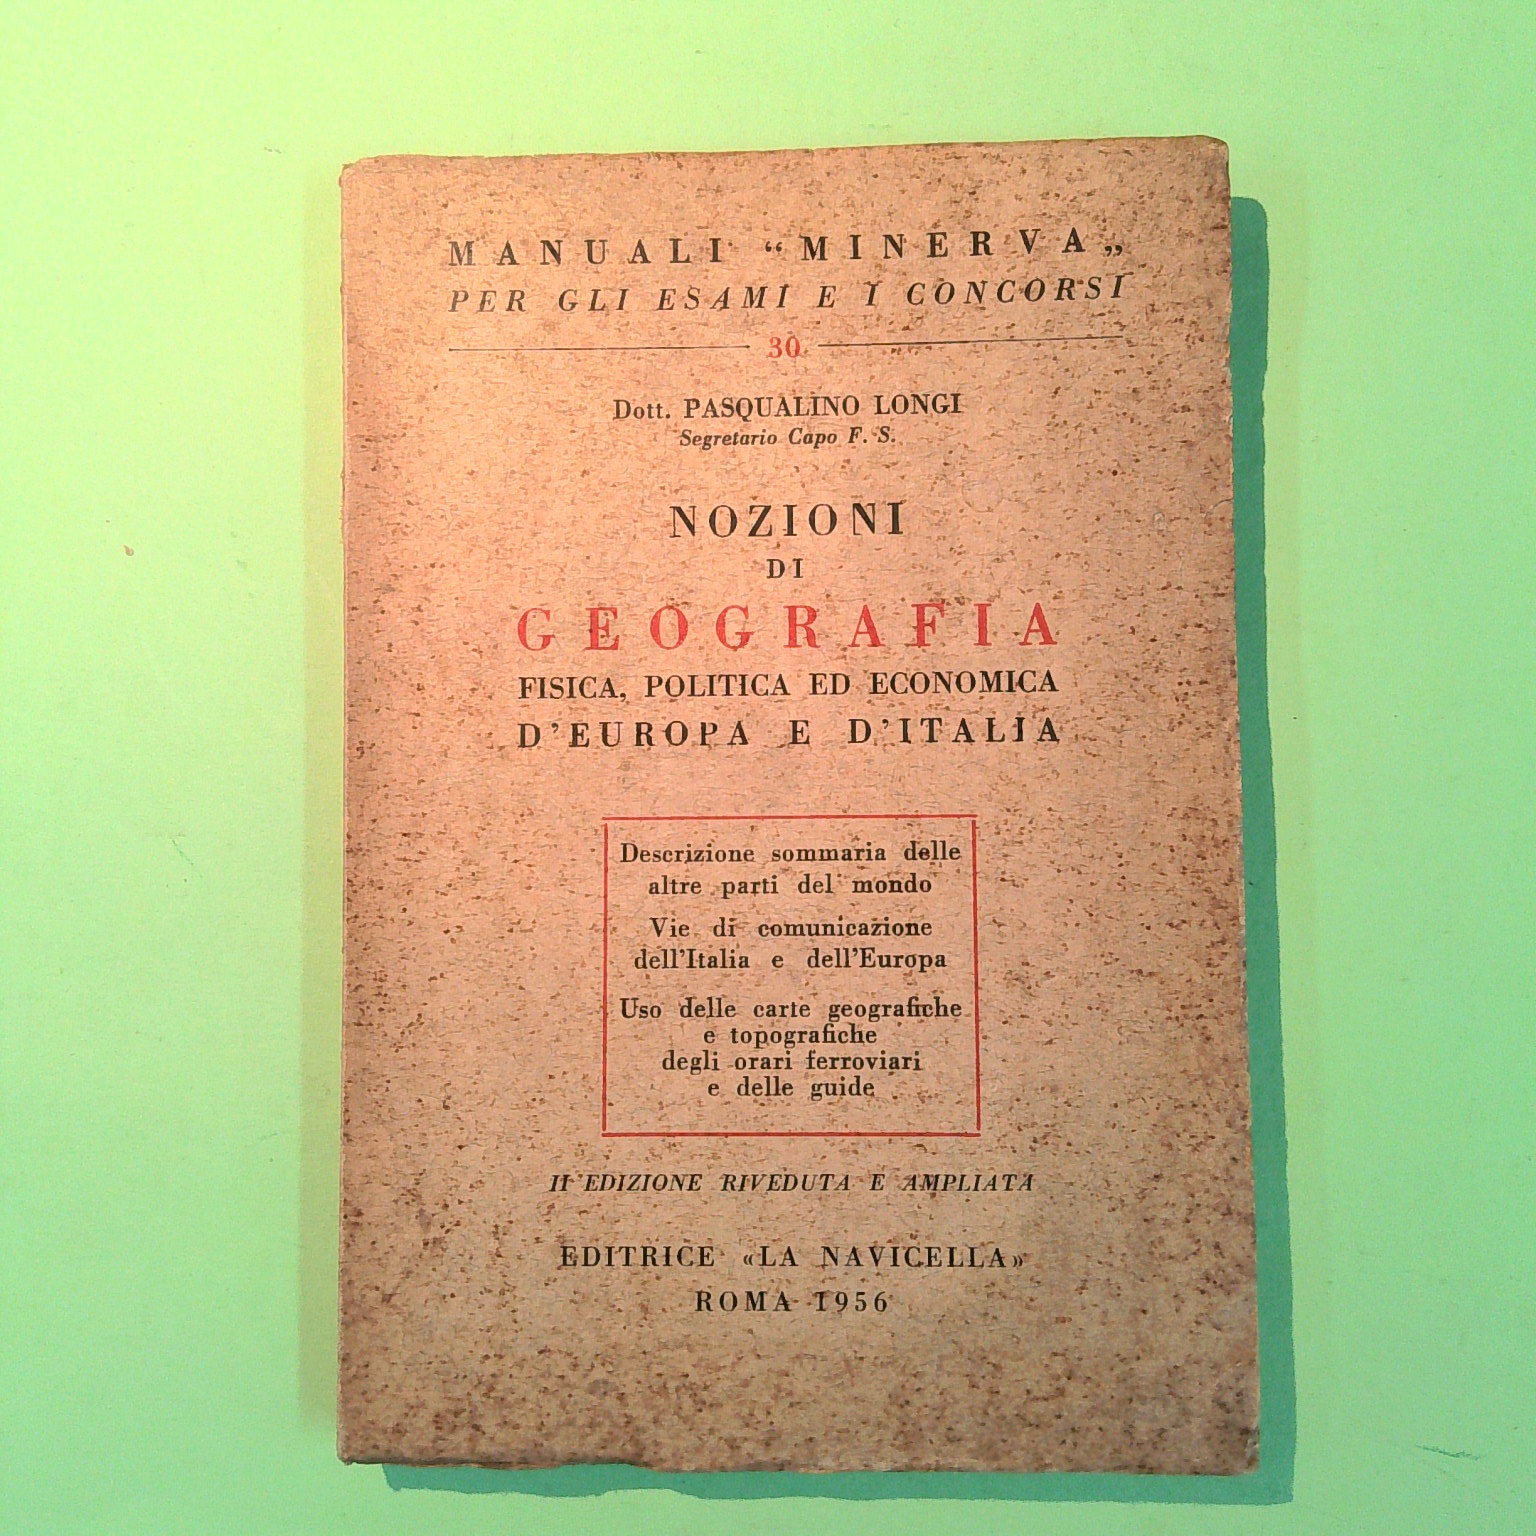 MANUALI “MINERVA„
PER GLI ESAMI E I CONCORSI
30
Dott. PASQUALINO LONGI
Segretario Capo F. S.
NOZIONI
DI
GEOGRAFIA
FISICA, POLITICA ED ECONOMICA
D'EUROPA E D'ITALIA
Descrizione sommaria delle
altre parti del mondo
Vie di comunicazione
dell'Italia e dell'Europa
Uso delle carte geografiche
e topografiche
degli orari ferroviari
e delle guide
II EDIZIONE RIVEDUTA E AMPLIATA
EDITRICE «LA NAVICELLA»
ROMA 1956